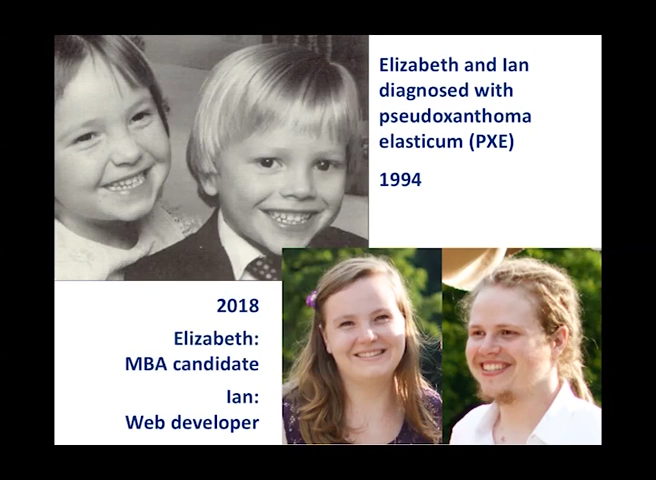 Elizabeth and Ian
diagnosed with
pseudoxanthoma
elasticum (PXE)
1994
2018
Elizabeth:
MBA candidate
Ian:
Web developer